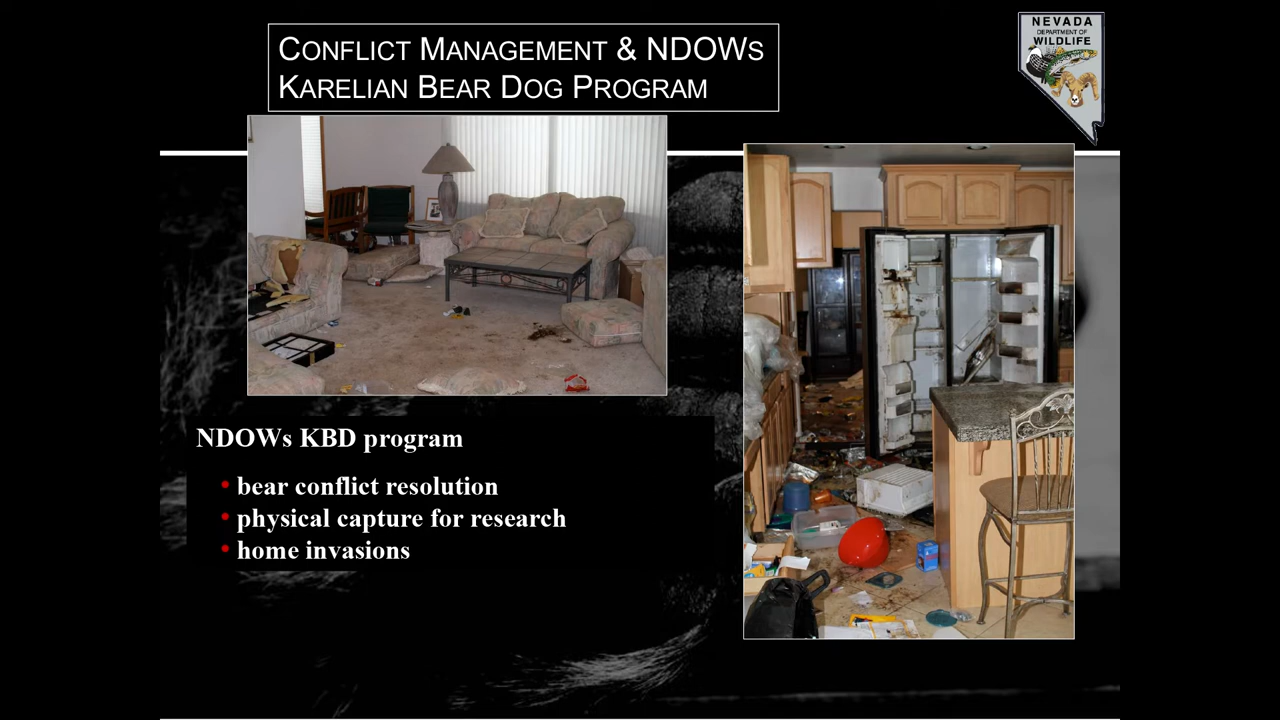 CONFLICT MANAGEMENT & NDOWS
KARELIAN BEAR DOG PROGRAM
NEVADA
DEPARTMENT OF
WILDLIFE
NDOWs KBD program
• bear conflict resolution
• physical capture for research
• home invasions